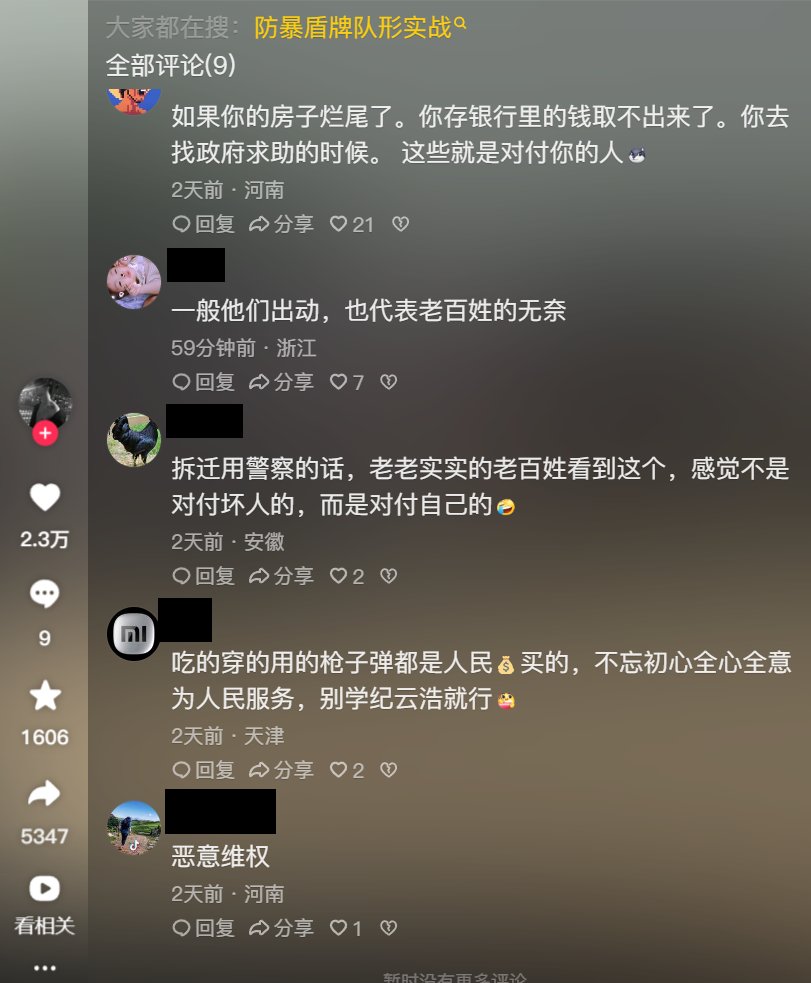 大家都在搜：防暴盾牌队形实战
全部评论(9)
如果你的房子烂尾了。你存银行里的钱取不出来了。你去
找政府求助的时候。 这些就是对付你的人
2天前 · 河南
回复 分享 21
一般他们出动，也代表老百姓的无奈
59分钟前 · 浙江
回复 分享 7
拆迁用警察的话，老老实实的老百姓看到这个，感觉不是
对付坏人的，而是对付自己的🤣
2天前 · 安徽
回复 分享 2
吃的穿的用的枪子弹都是人民💰买的，不忘初心全心全意
为人民服务，别学纪云浩就行
2天前 · 天津
回复 分享 2
恶意维权
2天前 · 河南
回复 分享 1
暂时没有更多评论
2.3万
9
1606
5347
看相关